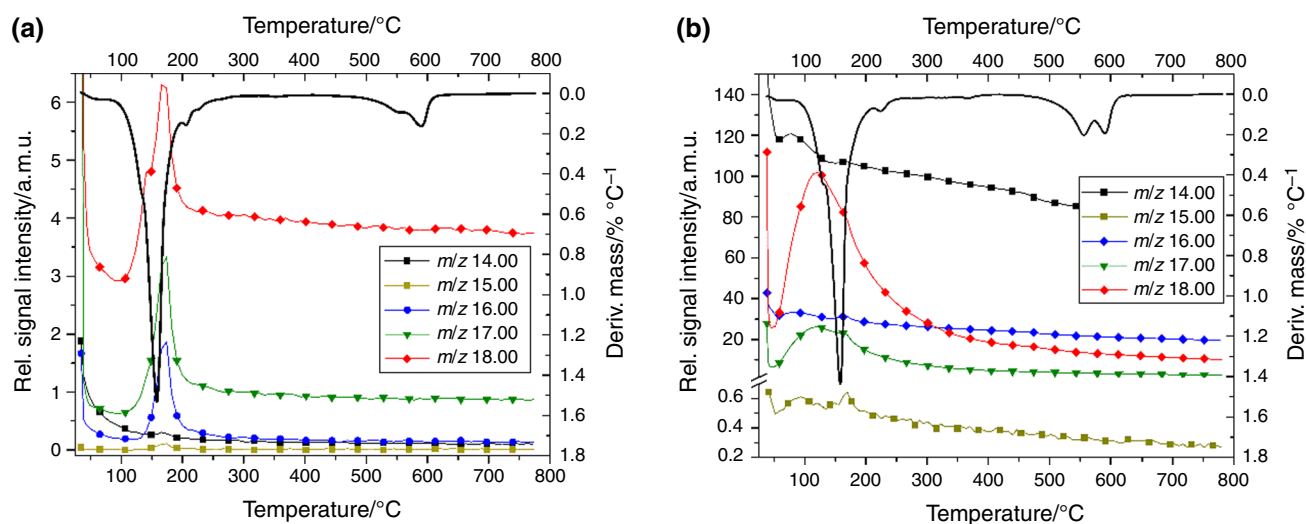 (a)
Temperature/°C
100 200 300 400 500 600 700 800
Rel. signal intensity/a.m.u.
6
5
4
3
2
1
0
0.0
0.2
0.4
0.6
0.8
1.0
1.2
1.4
1.6
1.8
Deriv. mass/% °C⁻¹
m/z 14.00
m/z 15.00
m/z 16.00
m/z 17.00
m/z 18.00
0 100 200 300 400 500 600 700 800
Temperature/°C
(b)
Temperature/°C
100 200 300 400 500 600 700 800
Rel. signal intensity/a.m.u.
140
120
100
80
60
40
20
0.6
0.4
0.2
0.0
0.2
0.4
0.6
0.8
1.0
1.2
1.4
1.6
1.8
Deriv. mass/% °C⁻¹
m/z 14.00
m/z 15.00
m/z 16.00
m/z 17.00
m/z 18.00
100 200 300 400 500 600 700 800
Temperature/°C